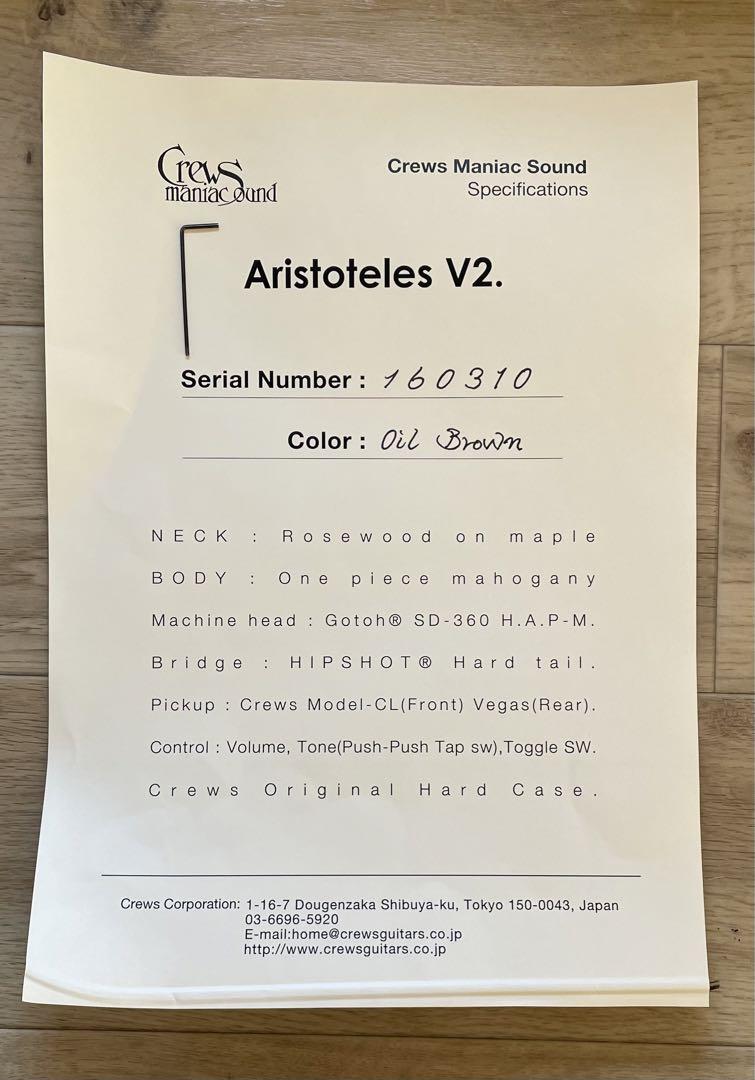 Crews
maniac sound
Crews Maniac Sound
Specifications
Aristoteles V2.
Serial Number : 160310
Color : Oil Brown
NECK : Rosewood on maple
BODY : One piece mahogany
Machine head : Gotoh® SD-360 H.A.P-M.
Bridge : HIPSHOT® Hard tail.
Pickup : Crews Model-CL(Front) Vegas(Rear).
Control : Volume, Tone(Push-Push Tap sw),Toggle SW.
Crews Original Hard Case.
Crews Corporation: 1-16-7 Dougenzaka Shibuya-ku, Tokyo 150-0043, Japan
03-6696-5920
E-mail:home@crewsguitars.co.jp
http://www.crewsguitars.co.jp